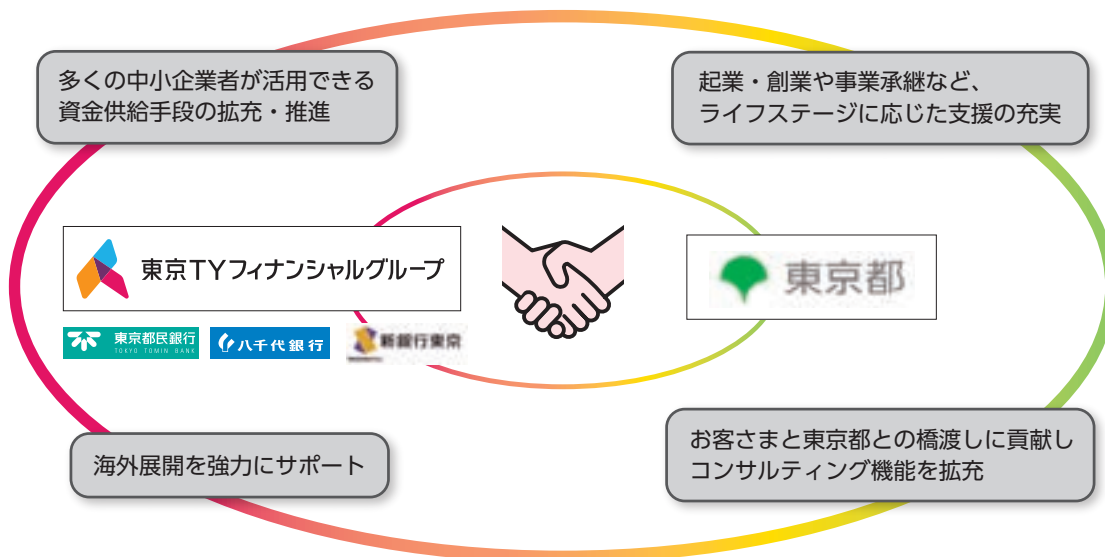 多くの中小企業者が活用できる
資金供給手段の拡充・推進
起業・創業や事業承継など、
ライフステージに応じた支援の充実
東京TYフィナンシャルグループ
東京都
東京都民銀行
TOKYO TOMIN BANK
八千代銀行
新銀行東京
海外展開を強力にサポート
お客さまと東京都との橋渡しに貢献し
コンサルティング機能を拡充